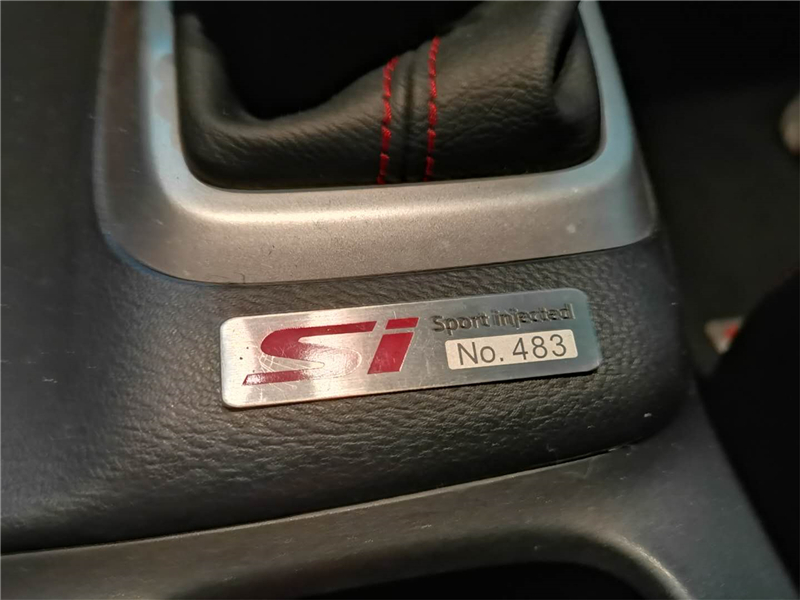 Si Sport injected
No. 483